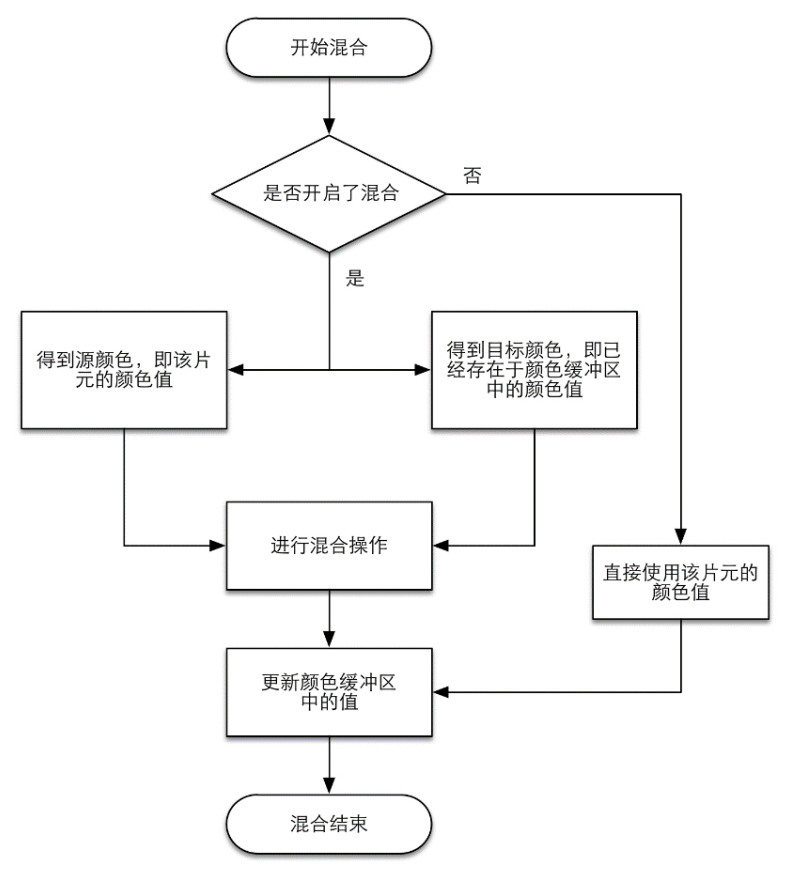 开始混合
是否开启了混合
否
是
得到源颜色，即该片
元的颜色值
得到目标颜色，即已
经存在于颜色缓冲区
中的颜色值
进行混合操作
直接使用该片元的
颜色值
更新颜色缓冲区
中的值
混合结束